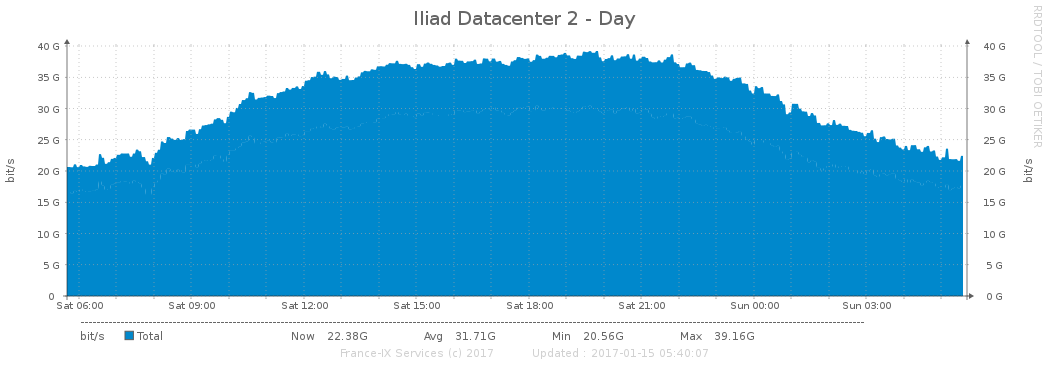 Iliad Datacenter 2 - Day
RRDTOOL / TOBI OETIKER
40 G 40 G
35 G 35 G
30 G 30 G
25 G 25 G
20 G 20 G
15 G 15 G
10 G 10 G
5 G 5 G
0 0 G
bit/s bit/s
Sat 06:00 Sat 09:00 Sat 12:00 Sat 15:00 Sat 18:00 Sat 21:00 Sun 00:00 Sun 03:00
bit/s Total Now 22.38G Avg 31.71G Min 20.56G Max 39.16G
France-IX Services (c) 2017 Updated : 2017-01-15 05:40:07